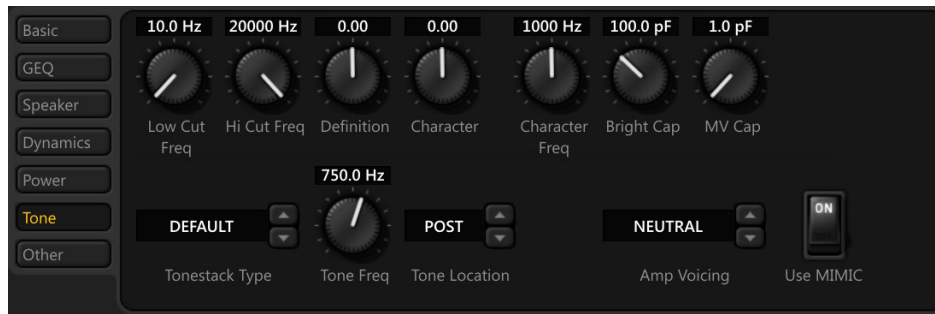 Basic
GEQ
Speaker
Dynamics
Power
Tone
Other
10.0 Hz 20000 Hz 0.00 0.00 1000 Hz 100.0 pF 1.0 pF
Low Cut Freq
Hi Cut Freq
Definition
Character
Character Freq
Bright Cap
MV Cap
750.0 Hz
DEFAULT POST NEUTRAL ON
Tonestack Type Tone Freq Tone Location Amp Voicing Use MIMIC